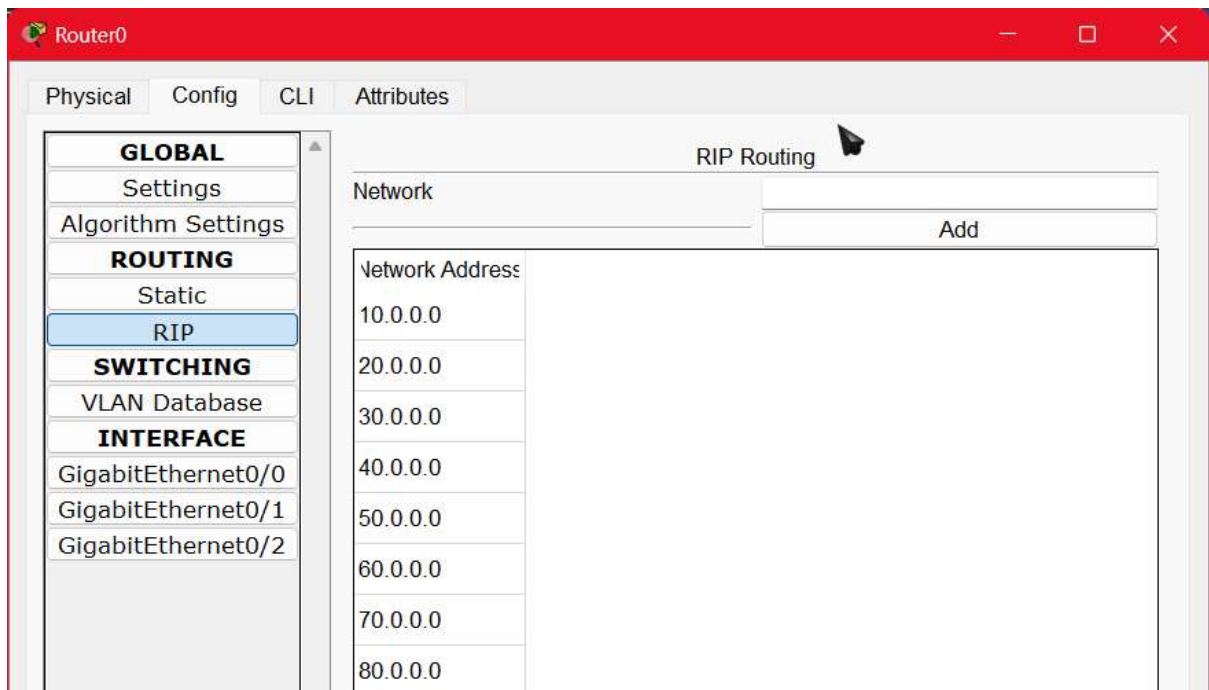 Router0
Physical Config CLI Attributes
GLOBAL
Settings
Algorithm Settings
ROUTING
Static
RIP
SWITCHING
VLAN Database
INTERFACE
GigabitEthernet0/0
GigabitEthernet0/1
GigabitEthernet0/2
RIP Routing
Network
Add
Network Address
10.0.0.0
20.0.0.0
30.0.0.0
40.0.0.0
50.0.0.0
60.0.0.0
70.0.0.0
80.0.0.0